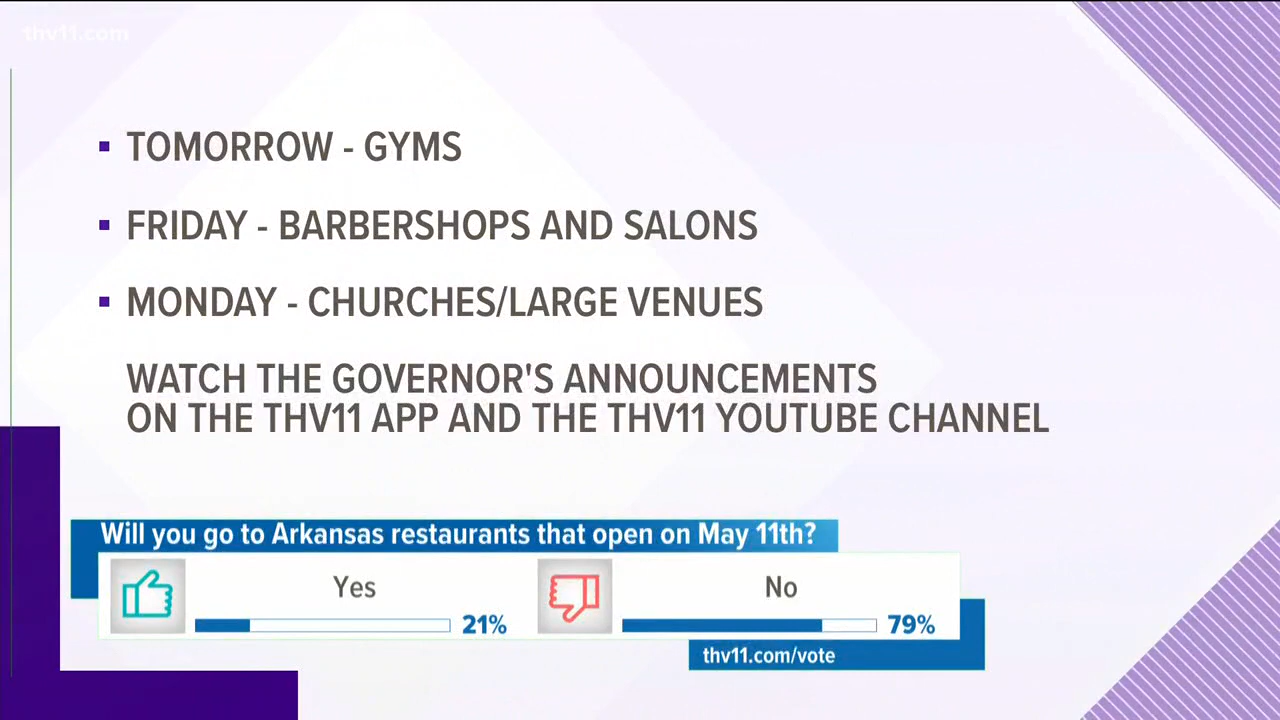 thv11.com
▪ TOMORROW - GYMS
▪ FRIDAY - BARBERSHOPS AND SALONS
▪ MONDAY - CHURCHES/LARGE VENUES
WATCH THE GOVERNOR'S ANNOUNCEMENTS
ON THE THV11 APP AND THE THV11 YOUTUBE CHANNEL
Will you go to Arkansas restaurants that open on May 11th?
Yes
21%
No
79%
thv11.com/vote